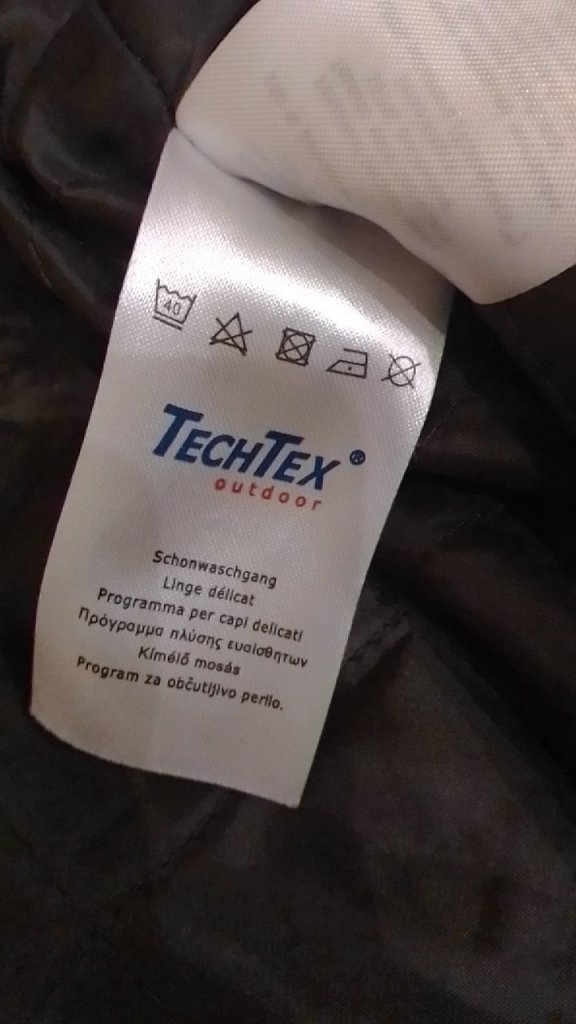 40
TECHTEX®
outdoor
Schonwaschgang
Linge délicat
Programma per capi delicati
Πρόγραμμα πλύσης ευαίσθητων
Kímélő mosás
Program za občutljivo perilo.